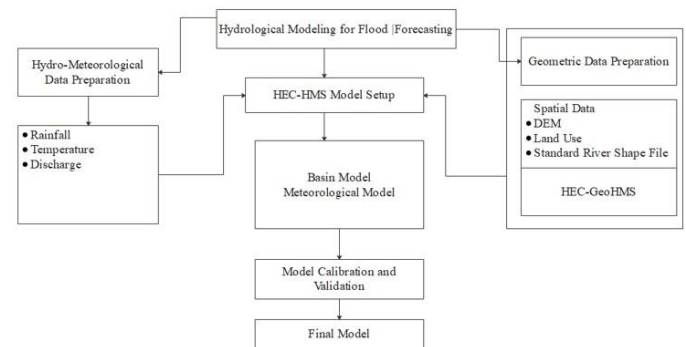 Hydrological Modeling for Flood |Forecasting
Hydro-Meteorological
Data Preparation
Geometric Data Preparation
HEC-HMS Model Setup
● Rainfall
● Temperature
● Discharge
Spatial Data
● DEM
● Land Use
● Standard River Shape File
HEC-GeoHMS
Basin Model
Meteorological Model
Model Calibration and
Validation
Final Model